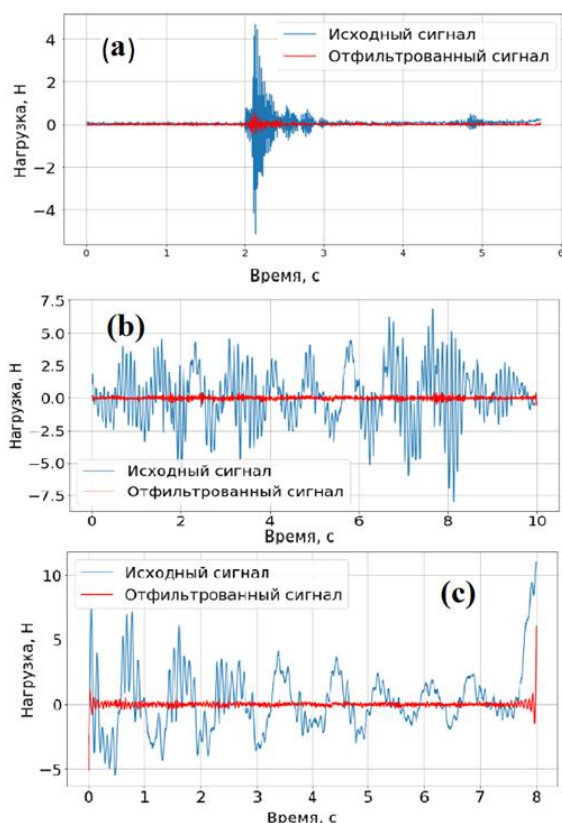 (a)
Исходный сигнал
Отфильтрованный сигнал
4
2
0
−2
−4
Нагрузка, Н
0 1 2 3 4 5 6
Время, с
(b)
7.5
5.0
2.5
0.0
−2.5
−5.0
−7.5
Нагрузка, Н
Исходный сигнал
Отфильтрованный сигнал
0 2 4 6 8 10
Время, с
Исходный сигнал
Отфильтрованный сигнал
(c)
10
5
0
−5
Нагрузка, Н
0 1 2 3 4 5 6 7 8
Время, с